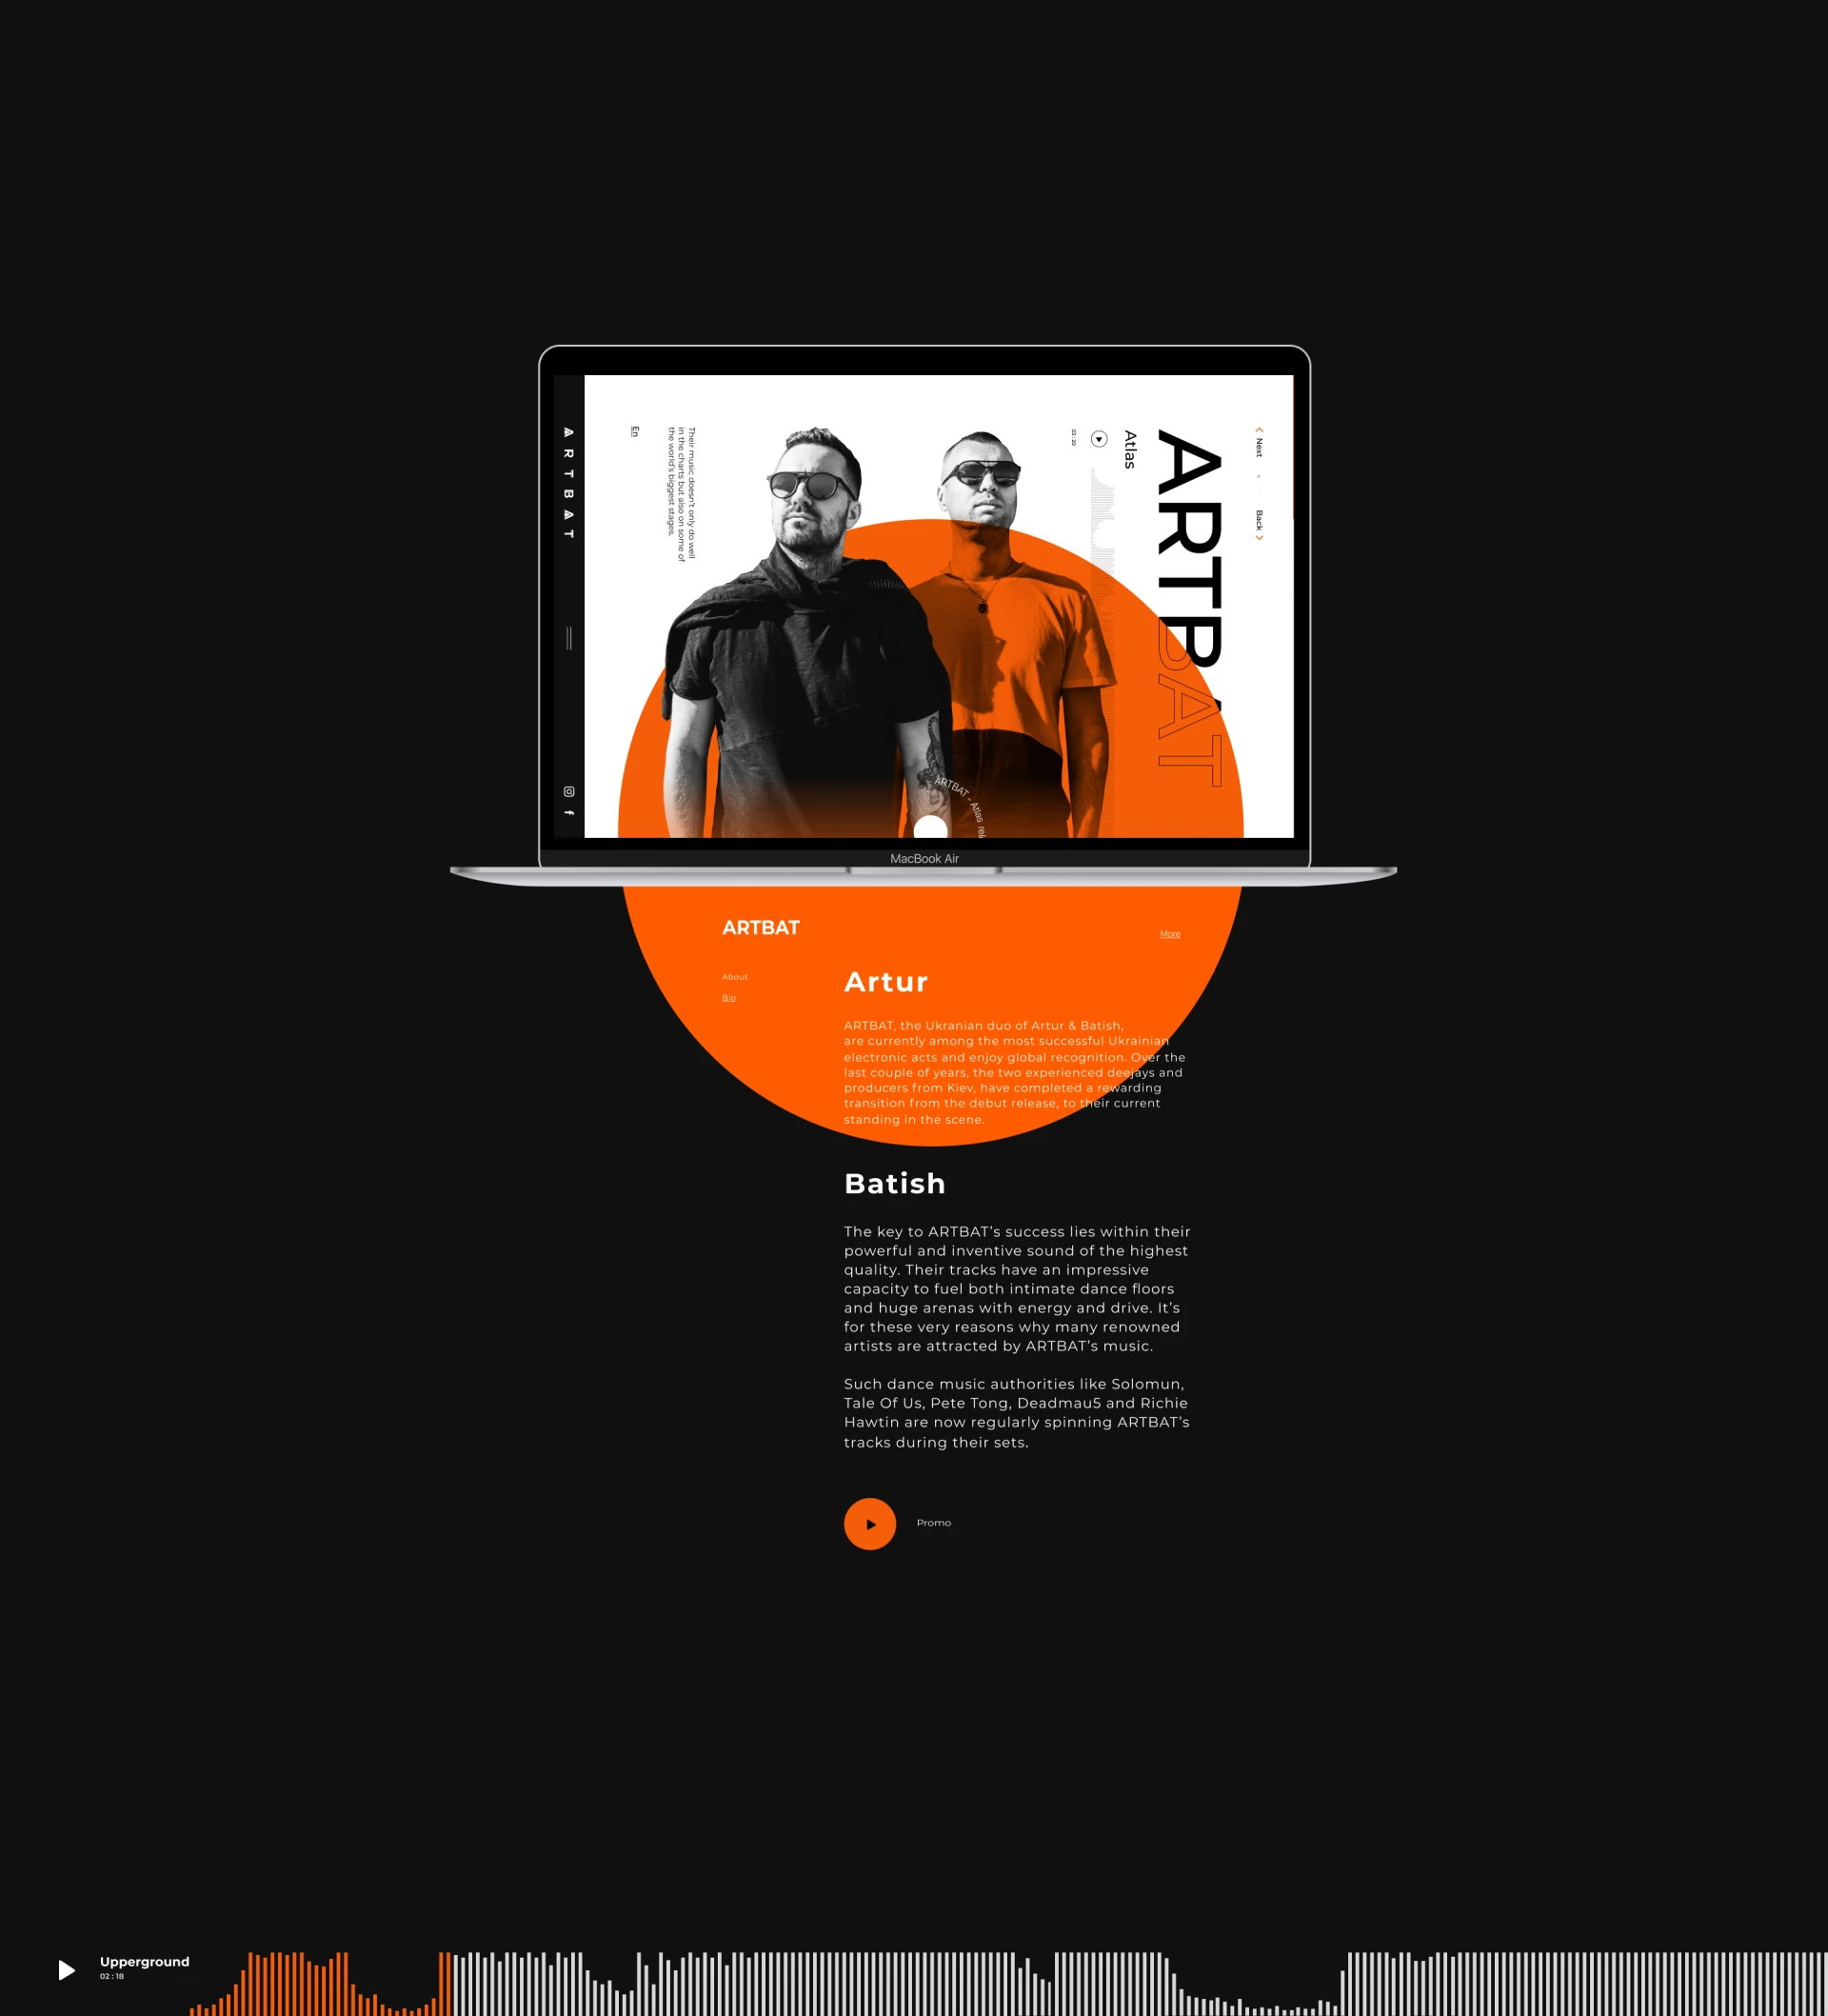 ARTBAT
En
Their music doesn't only do well
in the charts but also on some of
the world's biggest stages.
03 : 20
Atlas
ARTBAT
Next
Back
ARTBAT - Atlas
MacBook Air
ARTBAT
More
About
Bio
Artur
ARTBAT, the Ukranian duo of Artur & Batish,
are currently among the most successful Ukrainian
electronic acts and enjoy global recognition. Over the
last couple of years, the two experienced deejays and
producers from Kiev, have completed a rewarding
transition from the debut release, to their current
standing in the scene.
Batish
The key to ARTBAT’s success lies within their
powerful and inventive sound of the highest
quality. Their tracks have an impressive
capacity to fuel both intimate dance floors
and huge arenas with energy and drive. It’s
for these very reasons why many renowned
artists are attracted by ARTBAT’s music.
Such dance music authorities like Solomun,
Tale Of Us, Pete Tong, Deadmau5 and Richie
Hawtin are now regularly spinning ARTBAT’s
tracks during their sets.
Promo
Upperground
02 : 18